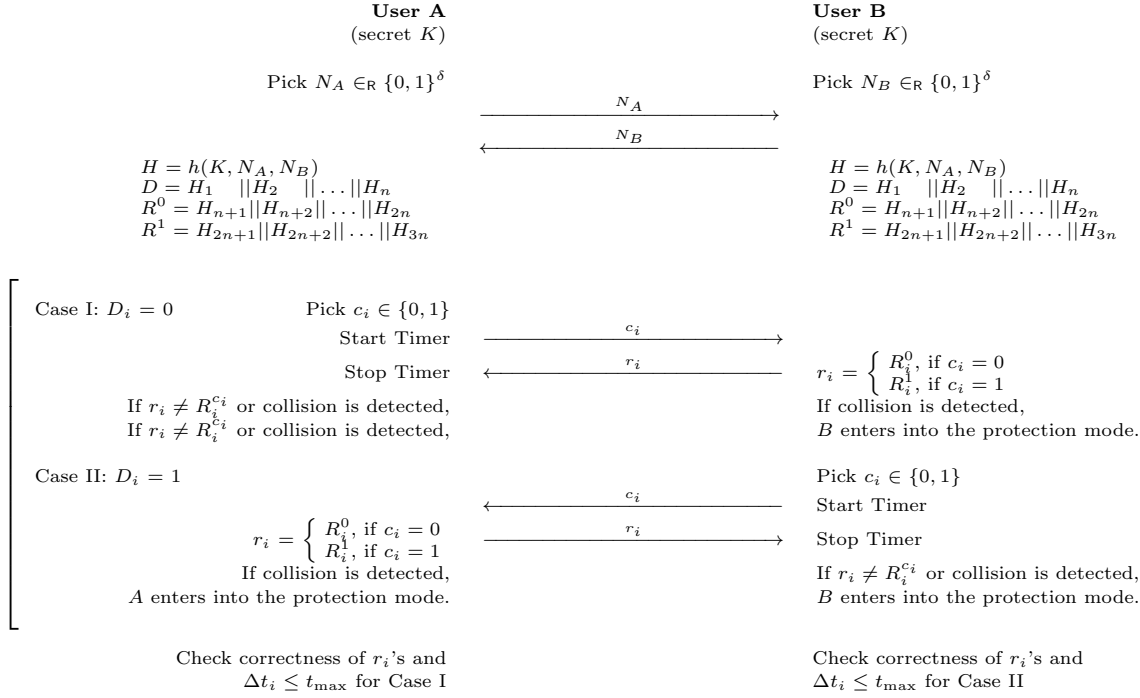 User A User B
(secret K) (secret K)
Pick N_A ∈_R {0, 1}^δ Pick N_B ∈_R {0, 1}^δ
N_A
N_B
H = h(K, N_A, N_B) H = h(K, N_A, N_B)
D = H_1 ||H_2 || . . . ||H_n D = H_1 ||H_2 || . . . ||H_n
R^0 = H_{n+1}||H_{n+2}|| . . . ||H_{2n} R^0 = H_{n+1}||H_{n+2}|| . . . ||H_{2n}
R^1 = H_{2n+1}||H_{2n+2}|| . . . ||H_{3n} R^1 = H_{2n+1}||H_{2n+2}|| . . . ||H_{3n}
Case I: D_i = 0 Pick c_i ∈ {0, 1}
Start Timer c_i
Stop Timer r_i r_i = { R_i^0, if c_i = 0
R_i^1, if c_i = 1
If r_i ≠ R_i^{c_i} or collision is detected, If collision is detected,
If r_i ≠ R_i^{c_i} or collision is detected, B enters into the protection mode.
Case II: D_i = 1 Pick c_i ∈ {0, 1}
c_i Start Timer
r_i = { R_i^0, if c_i = 0
R_i^1, if c_i = 1 r_i Stop Timer
If collision is detected, If r_i ≠ R_i^{c_i} or collision is detected,
A enters into the protection mode. B enters into the protection mode.
Check correctness of r_i's and Check correctness of r_i's and
Δt_i ≤ t_max for Case I Δt_i ≤ t_max for Case II